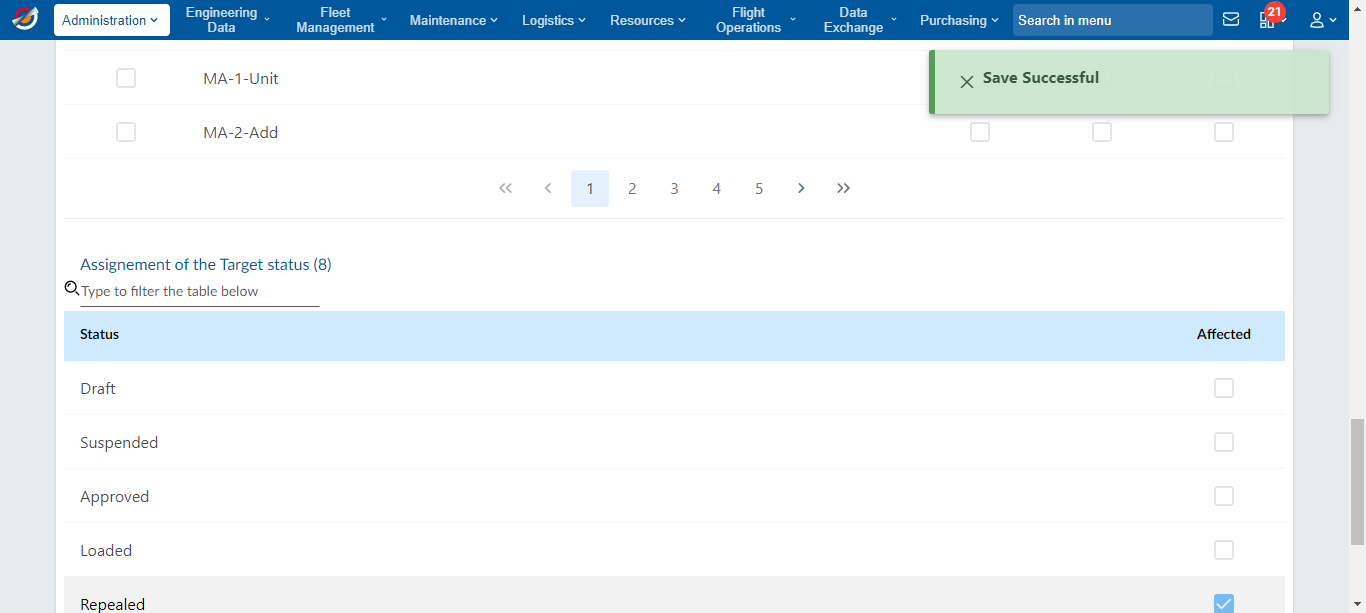 Administration
Engineering
Data
Fleet
Management
Maintenance
Logistics
Resources
Flight
Operations
Data
Exchange
Purchasing
Search in menu
21
MA-1-Unit
Save Successful
MA-2-Add
1 2 3 4 5
Assignement of the Target status (8)
Type to filter the table below
Status Affected
Draft
Suspended
Approved
Loaded
Repealed